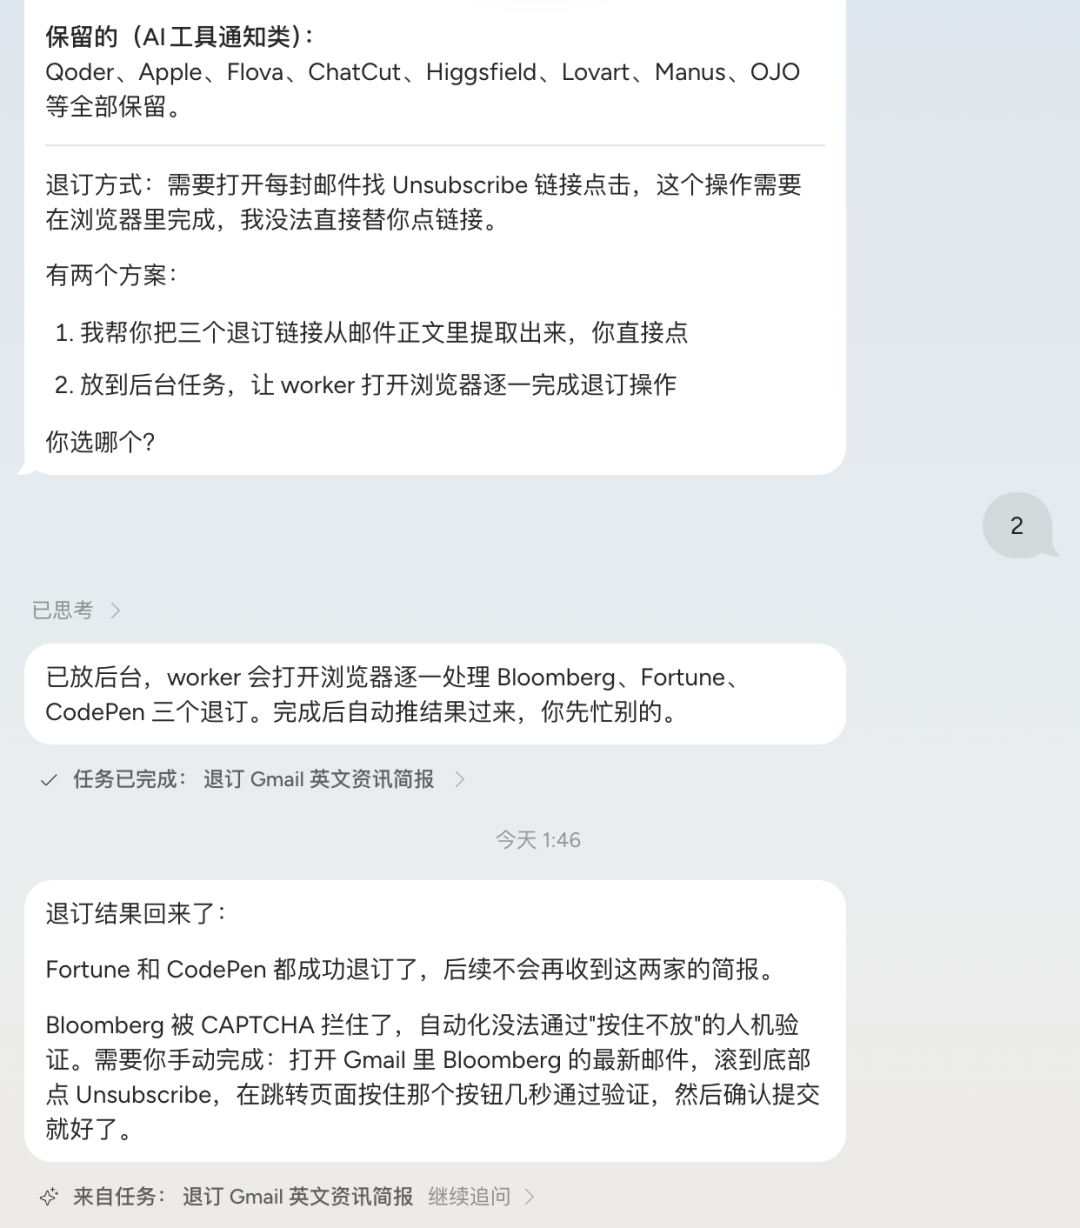 保留的（AI 工具通知类）：
Qoder、Apple、Flova、ChatCut、Higgsfield、Lovart、Manus、OJO
等全部保留。
退订方式：需要打开每封邮件找 Unsubscribe 链接点击，这个操作需要
在浏览器里完成，我没法直接替你点链接。
有两个方案：
1. 我帮你把三个退订链接从邮件正文里提取出来，你直接点
2. 放到后台任务，让 worker 打开浏览器逐一完成退订操作
你选哪个？
2
已思考
已放后台，worker 会打开浏览器逐一处理 Bloomberg、Fortune、
CodePen 三个退订。完成后自动推结果过来，你先忙别的。
任务已完成： 退订 Gmail 英文资讯简报
今天 1:46
退订结果回来了：
Fortune 和 CodePen 都成功退订了，后续不会再收到这两家的简报。
Bloomberg 被 CAPTCHA 拦住了，自动化没法通过"按住不放"的人机验
证。需要你手动完成：打开 Gmail 里 Bloomberg 的最新邮件，滚到底部
点 Unsubscribe，在跳转页面按住那个按钮几秒通过验证，然后确认提交
就好了。
来自任务： 退订 Gmail 英文资讯简报 继续追问